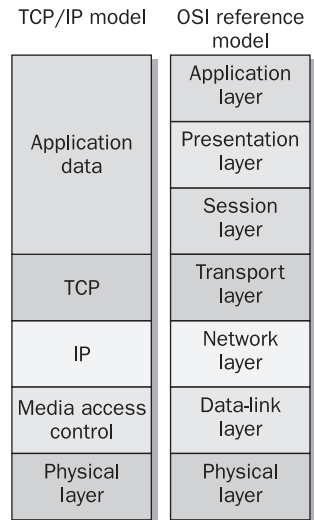 TCP/IP model
Application
data
TCP
IP
Media access
control
Physical
layer
OSI reference
model
Application
layer
Presentation
layer
Session
layer
Transport
layer
Network
layer
Data-link
layer
Physical
layer